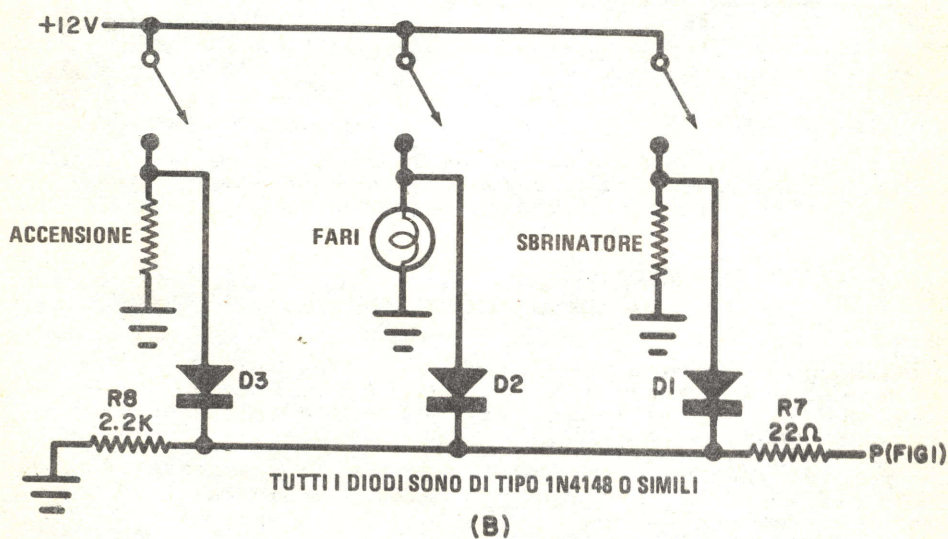 +12V
ACCENSIONE
FARI
SBRINATORE
D3
D2
D1
R8
2.2K
R7
22Ω
P(FIG1)
TUTTI I DIODI SONO DI TIPO 1N4148 O SIMILI
(B)